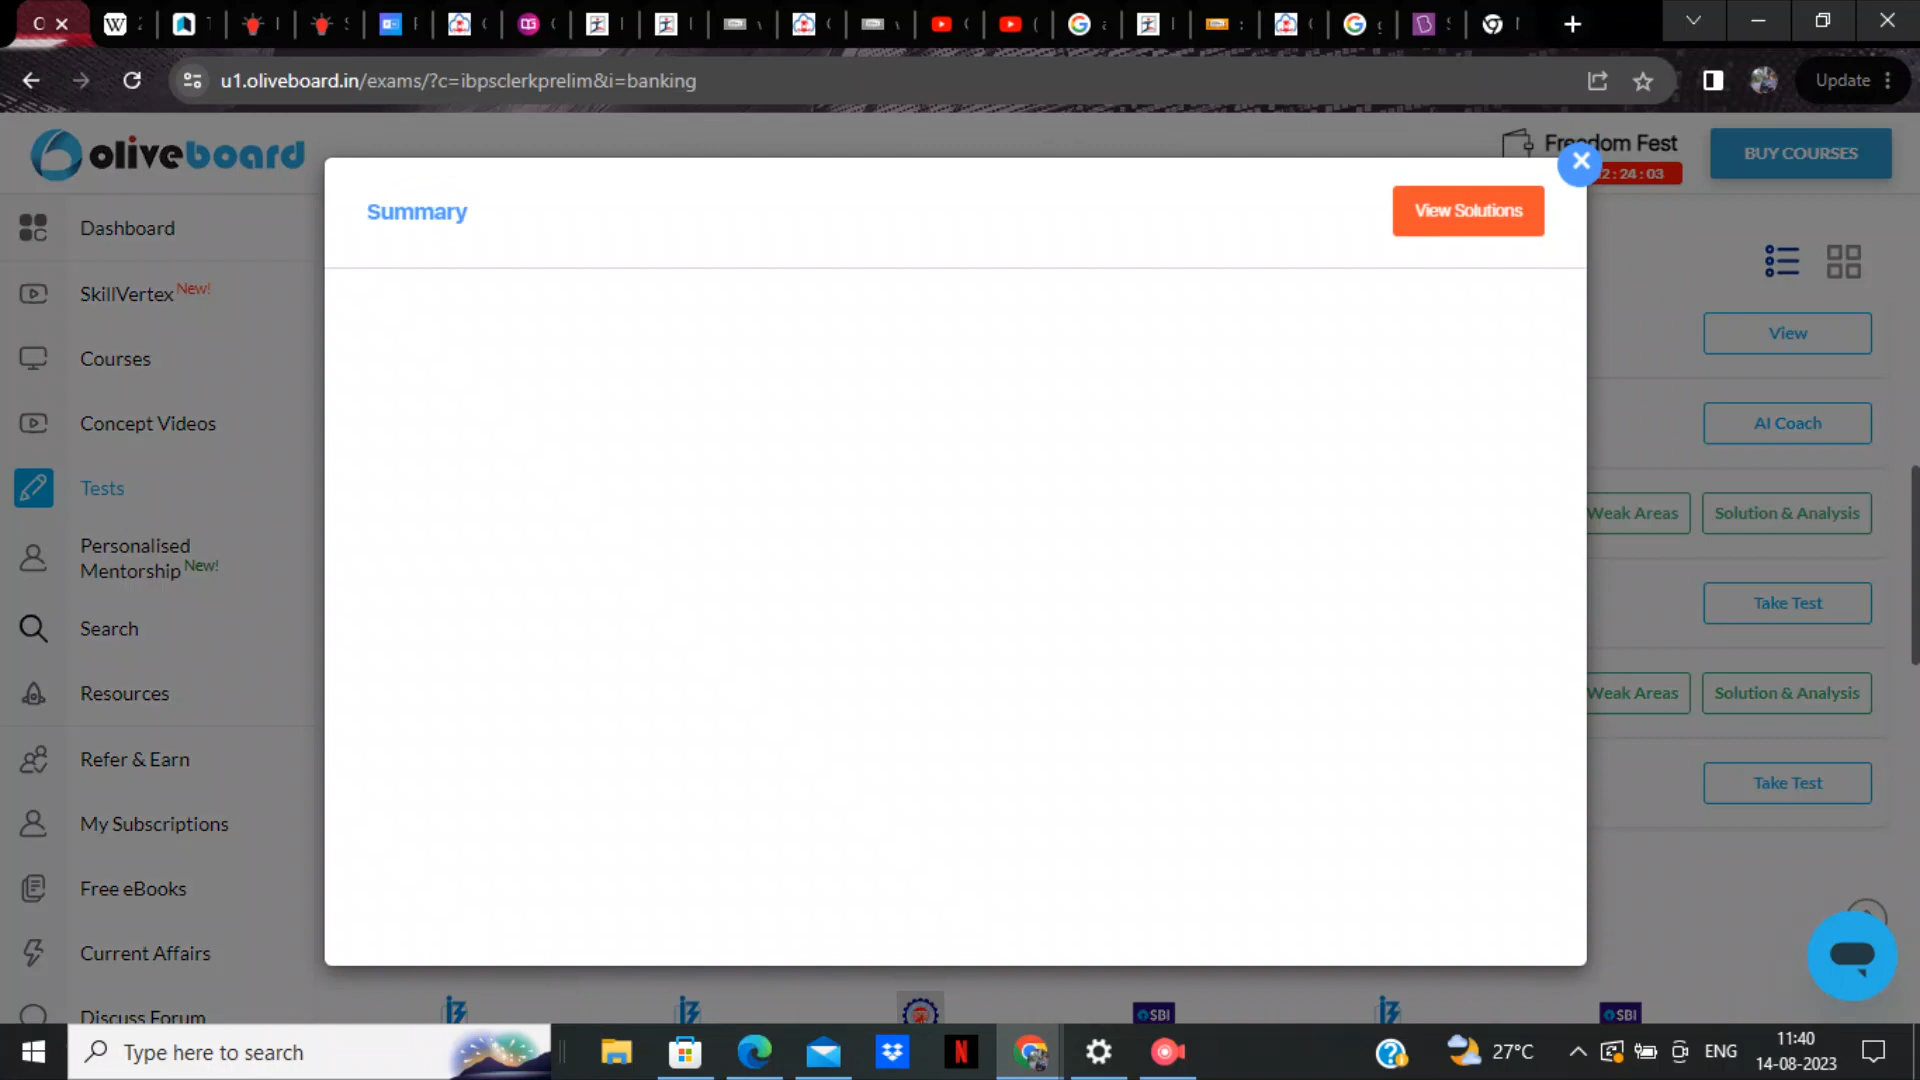 u1.oliveboard.in/exams/?c=ibpsclerkprelim&i=banking
Update
oliveboard
Freedom Fest
2 : 24 : 03
BUY COURSES
Summary
View Solutions
Dashboard
SkillVertex New!
Courses
Concept Videos
Tests
Personalised
Mentorship New!
Search
Resources
Refer & Earn
My Subscriptions
Free eBooks
Current Affairs
Discuss Forum
View
AI Coach
Weak Areas
Solution & Analysis
Take Test
Weak Areas
Solution & Analysis
Take Test
SBI
SBI
Type here to search
27°C
ENG
11:40
14-08-2023